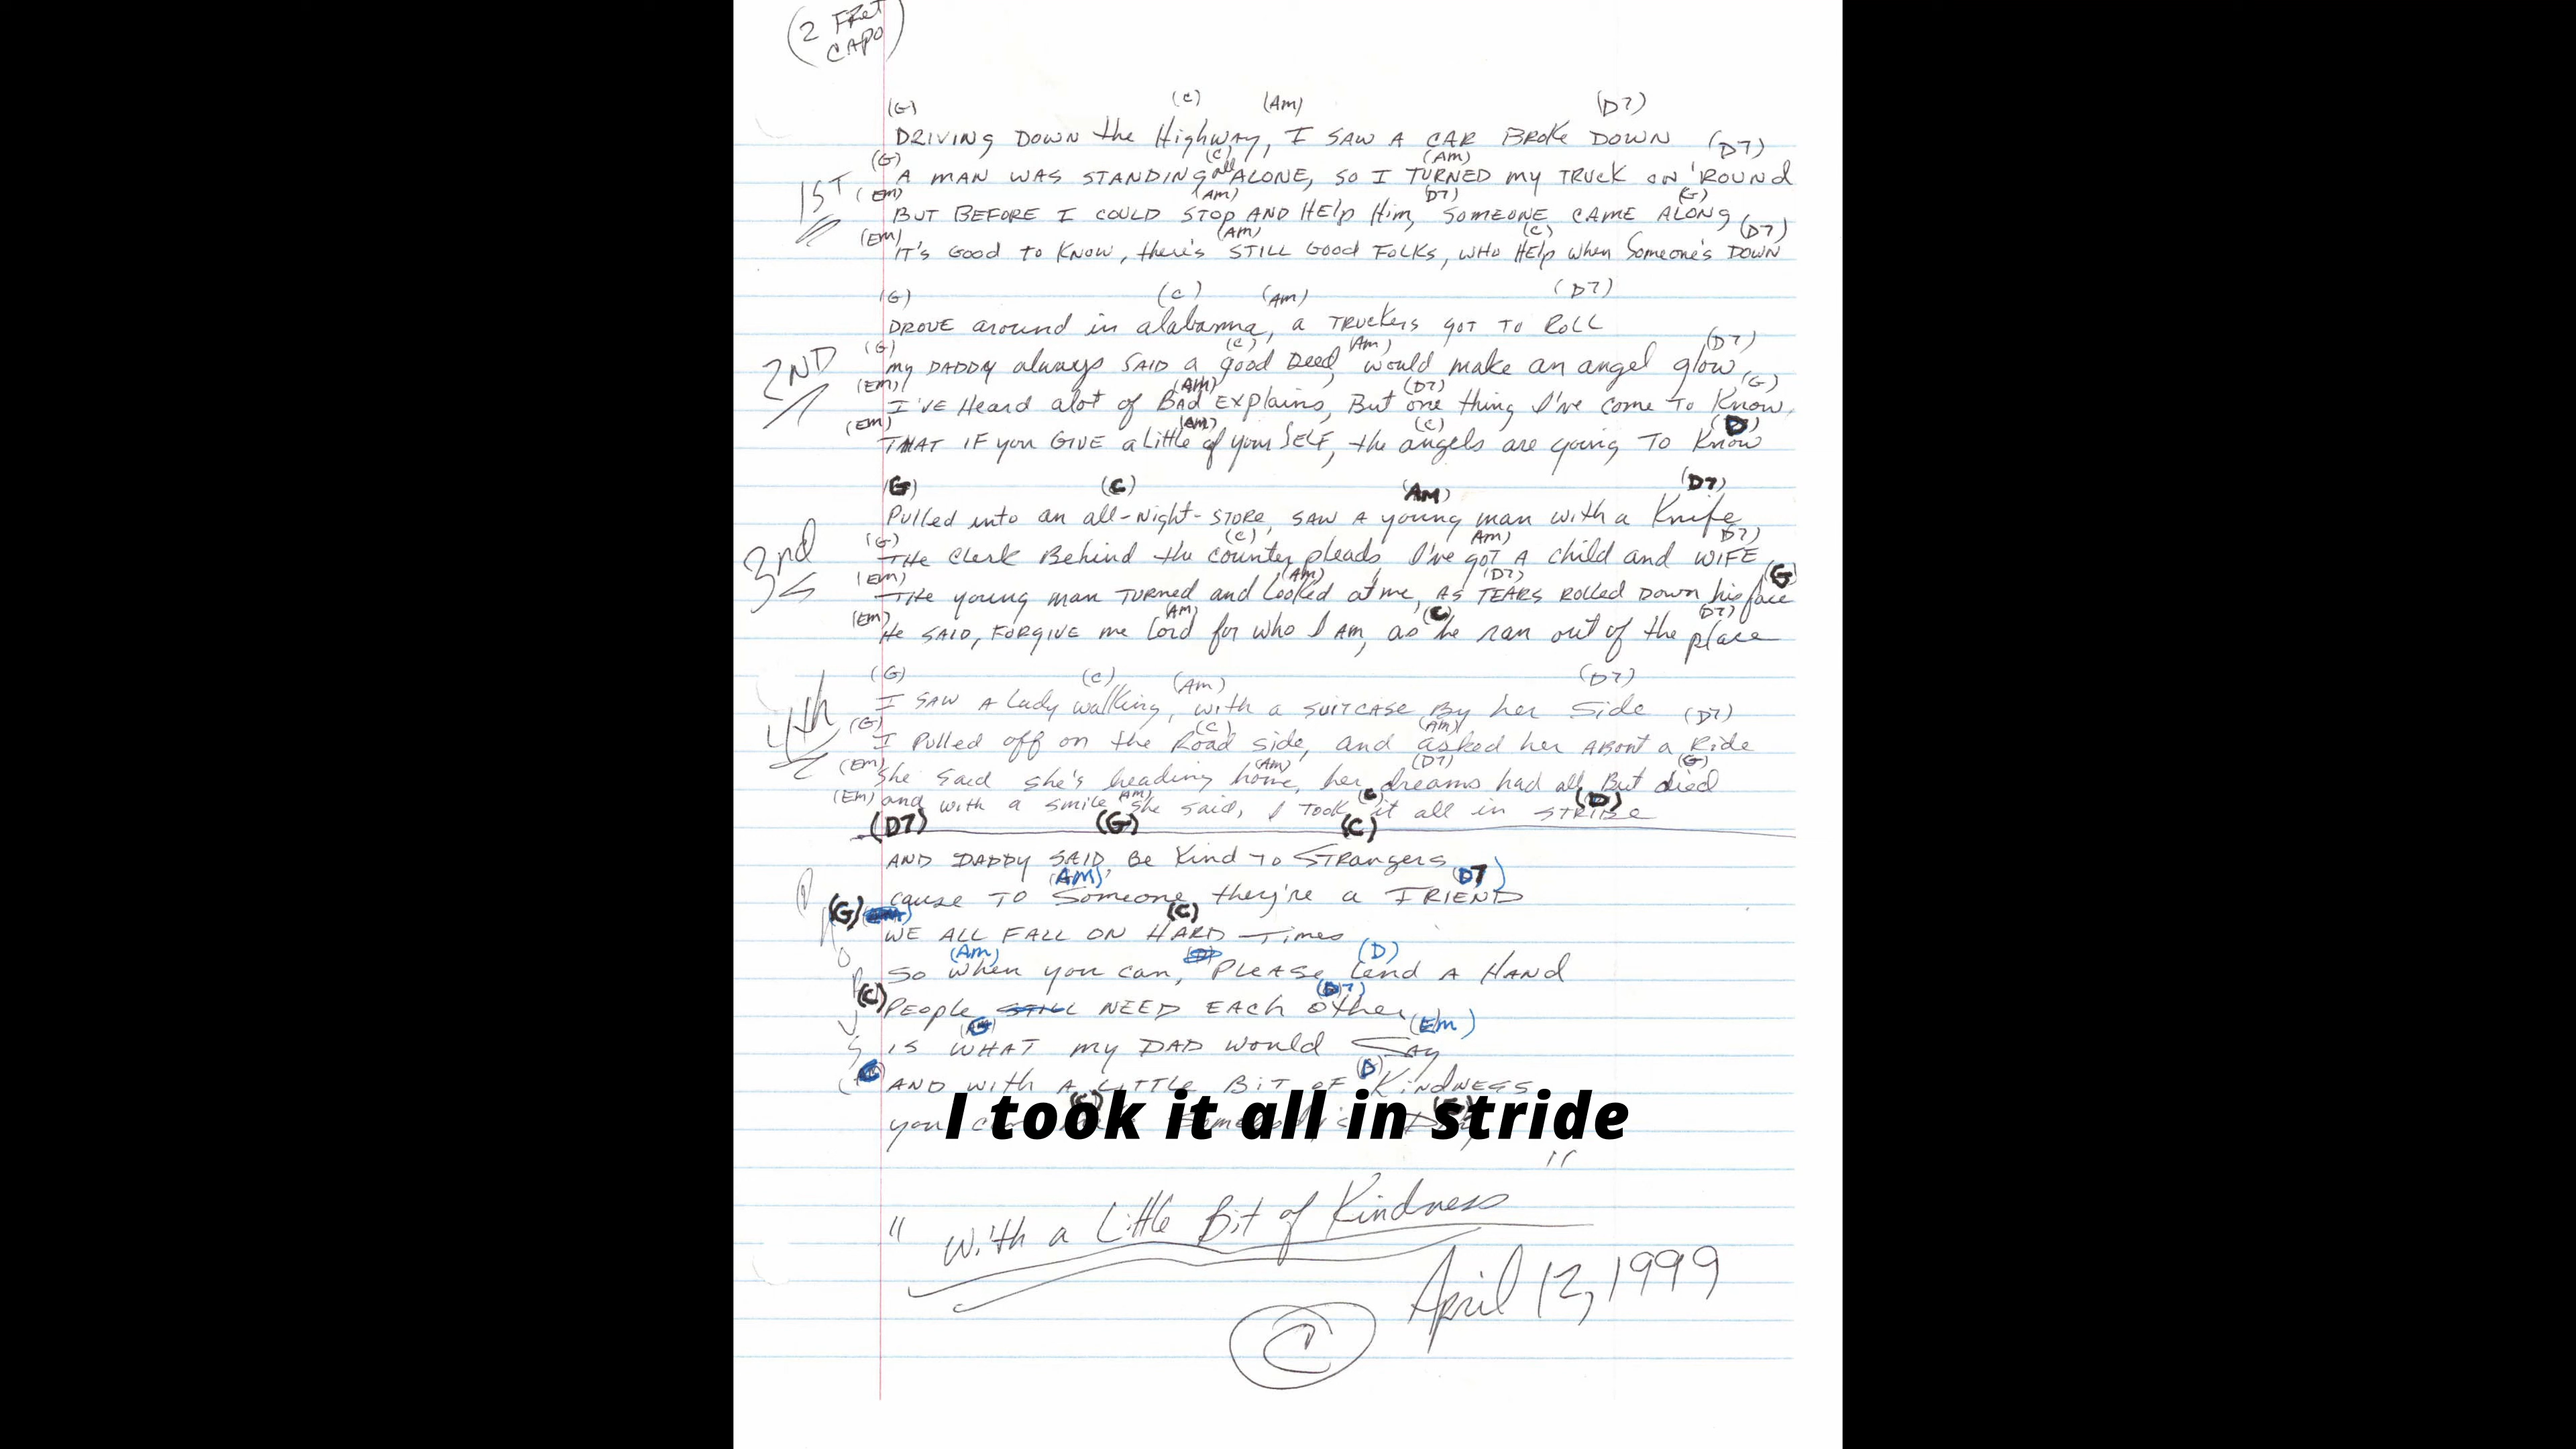 (2 FRET
CAPO)
(G) (C) (Am) (D7)
DRIVING DOWN the HighWAY, I SAW A CAR BROKE DOWN
(G) (C) (Am) (D7)
A MAN WAS STANDING all ALONE, SO I TURNED my TRUCK ON 'ROUND
1ST
(Em) (Am) (D7) (G)
BUT BEFORE I COULD STOP AND HElp Him, SOMEONE CAME ALONG
(Em) (Am) (C) (D7)
IT'S GOOD TO KNOW, there's STILL Good FOLKS, WHO HElp when Someone's DOWN
(G) (C) (Am) (D7)
DROVE around in alabamna, a TRUCKers GOT TO ROLL
2ND
(G) (C) (Am) (D7)
my DADDY always SAID a good Deed, would make an angel glow,
(Em) (Am) (D7) (G)
I'VE Heard alot of BAD EXplains, But one thing I've come To Know,
(Em) (Am) (C) (D)
THAT IF you GIVE a Little of your SELF, the angels are going TO Know
(G) (C) (AM) (D7)
Pulled into an all-Night-STORE, SAW A young man with a Knife,
3rd
(G) (C) (Am) (D7)
THE Clerk Behind the counter pleads, I've got A child and WIFE
(Em) (Am) (D7) (G)
THE young man TURNED and Looked at me, AS TEARS ROLLED DOWN his face
(Em) (AM) (C) (D7)
He SAID, FORGIVE me Lord for who I AM, as he ran out of the place
(G) (C) (Am) (D7)
I SAW A Lady walking, with a SUITCASE By her Side
4th
(G) (C) (Am) (D7)
I Pulled off on the Road side, and asked her ABOUT a Ride
(Em) (Am) (D7) (G)
She Said she's heading home, her dreams had all But died
(Em) (AM) (C) (D)
and with a smile she said, I TOOK it all in STRIDE
(D7) (G) (C)
AND DADDY SAID, Be Kind TO STRangers
(AM) (D7)
cause TO Someone they're a FRIEND
(G) (C)
WE ALL FALL ON HARD Times
(Am) (D)
SO when you can, PLEASE Lend A HANd
(C) (D7)
PEOple STILL NEED EACh Other
(G) (Em)
IS WHAT my DAD would SAy
(C) (D)
AND with A LITTLE BiT OF KiNdNESS
you
I took it all in stride
"With a Little Bit of Kindness"
April 12, 1999
©